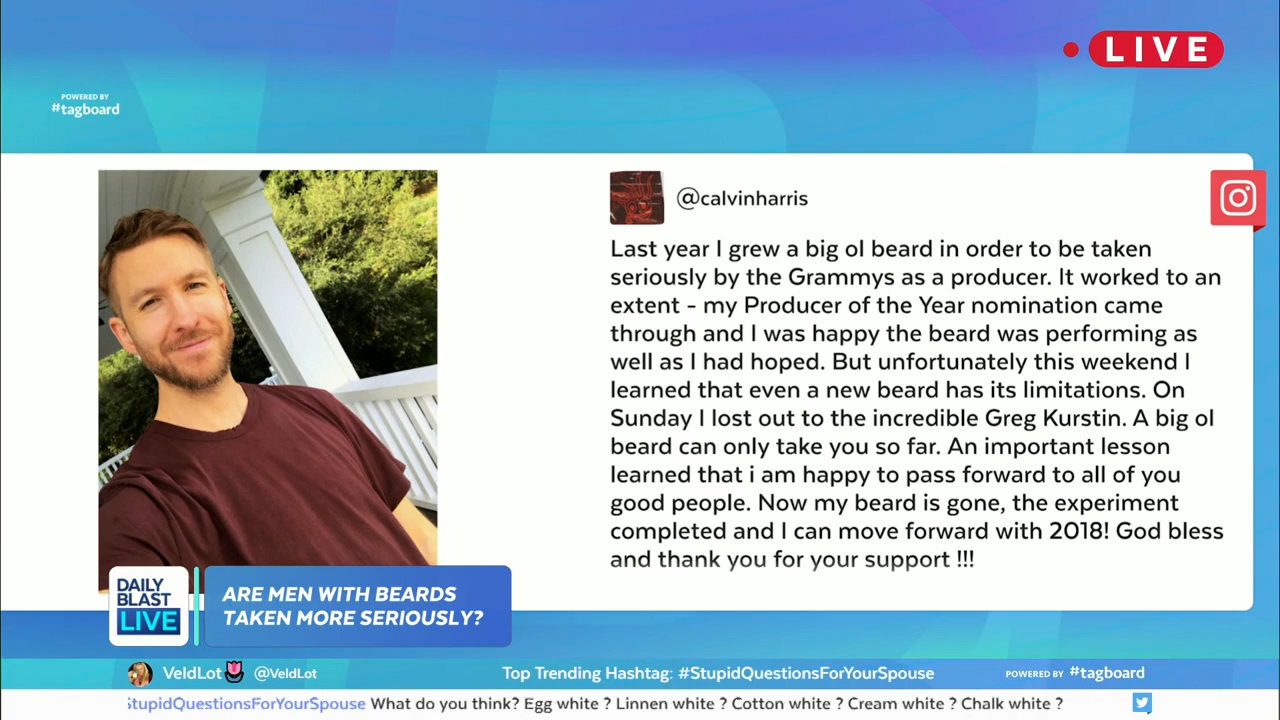 LIVE
POWERED BY
#tagboard
@calvinharris
Last year I grew a big ol beard in order to be taken
seriously by the Grammys as a producer. It worked to an
extent - my Producer of the Year nomination came
through and I was happy the beard was performing as
well as I had hoped. But unfortunately this weekend I
learned that even a new beard has its limitations. On
Sunday I lost out to the incredible Greg Kurstin. A big ol
beard can only take you so far. An important lesson
learned that i am happy to pass forward to all of you
good people. Now my beard is gone, the experiment
completed and I can move forward with 2018! God bless
and thank you for your support !!!
DAILY
BLAST
LIVE
ARE MEN WITH BEARDS
TAKEN MORE SERIOUSLY?
VeldLot @VeldLot Top Trending Hashtag: #StupidQuestionsForYourSpouse POWERED BY #tagboard
StupidQuestionsForYourSpouse What do you think? Egg white ? Linnen white ? Cotton white ? Cream white ? Chalk white ?